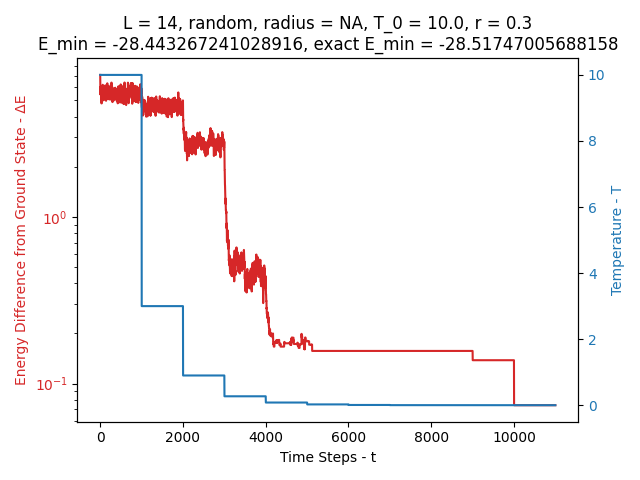 L = 14, random, radius = NA, T_0 = 10.0, r = 0.3
E_min = -28.443267241028916, exact E_min = -28.51747005688158
Energy Difference from Ground State - ΔE
10⁰
10⁻¹
10
8
6
4
2
0
Temperature - T
0
2000
4000
6000
8000
10000
Time Steps - t